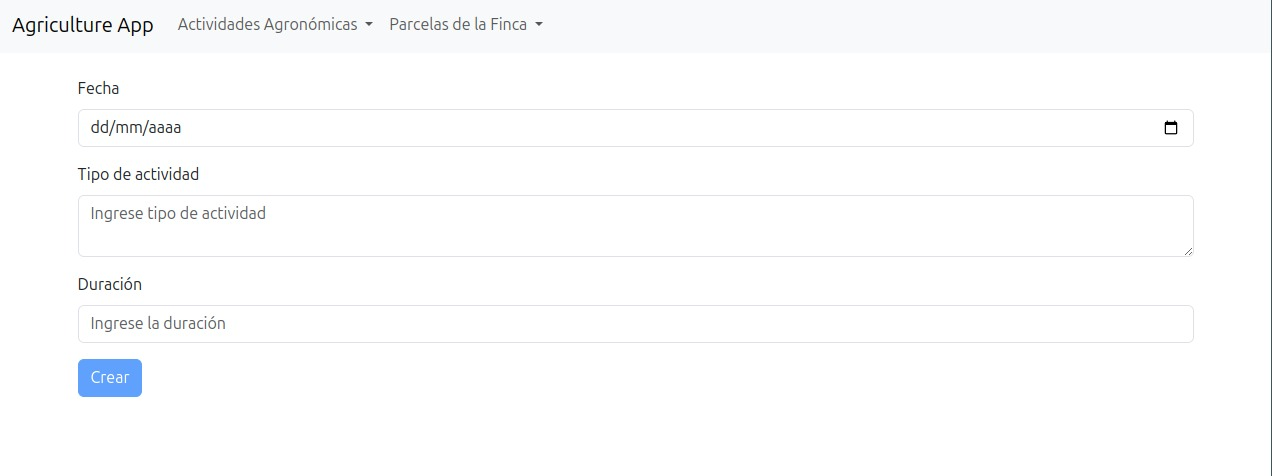 Agriculture App Actividades Agronómicas Parcelas de la Finca
Fecha
dd/mm/aaaa
Tipo de actividad
Ingrese tipo de actividad
Duración
Ingrese la duración
Crear